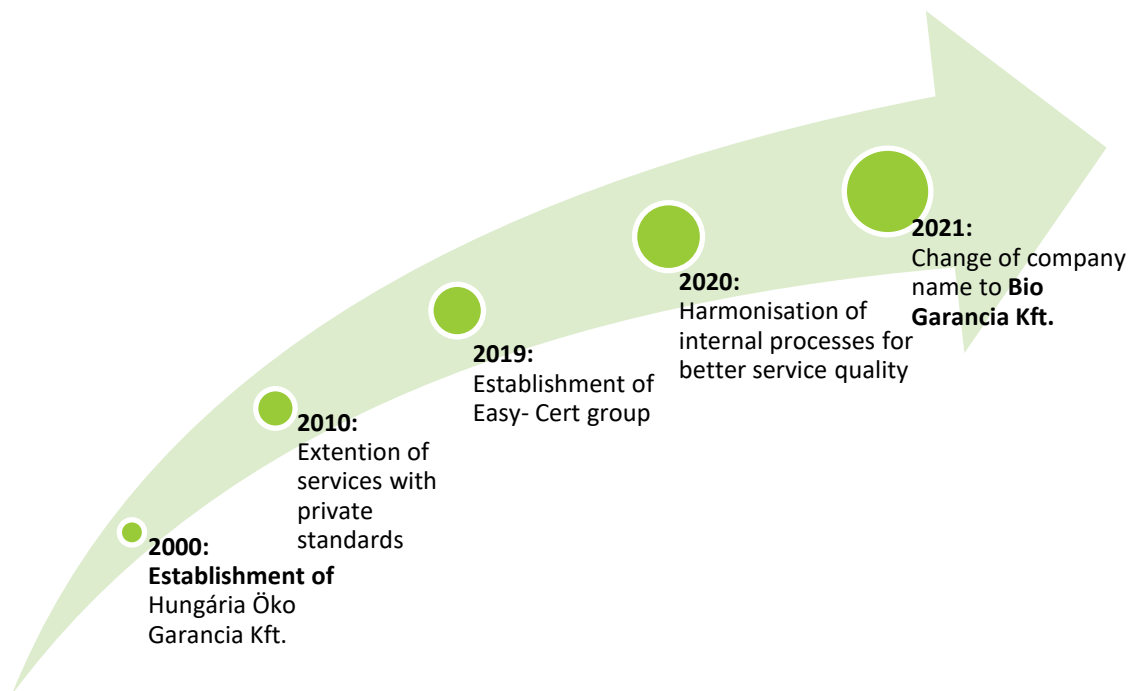 2000:
Establishment of
Hungária Öko
Garancia Kft.
2010:
Extention of
services with
private
standards
2019:
Establishment of
Easy- Cert group
2020:
Harmonisation of
internal processes for
better service quality
2021:
Change of company
name to Bio
Garancia Kft.